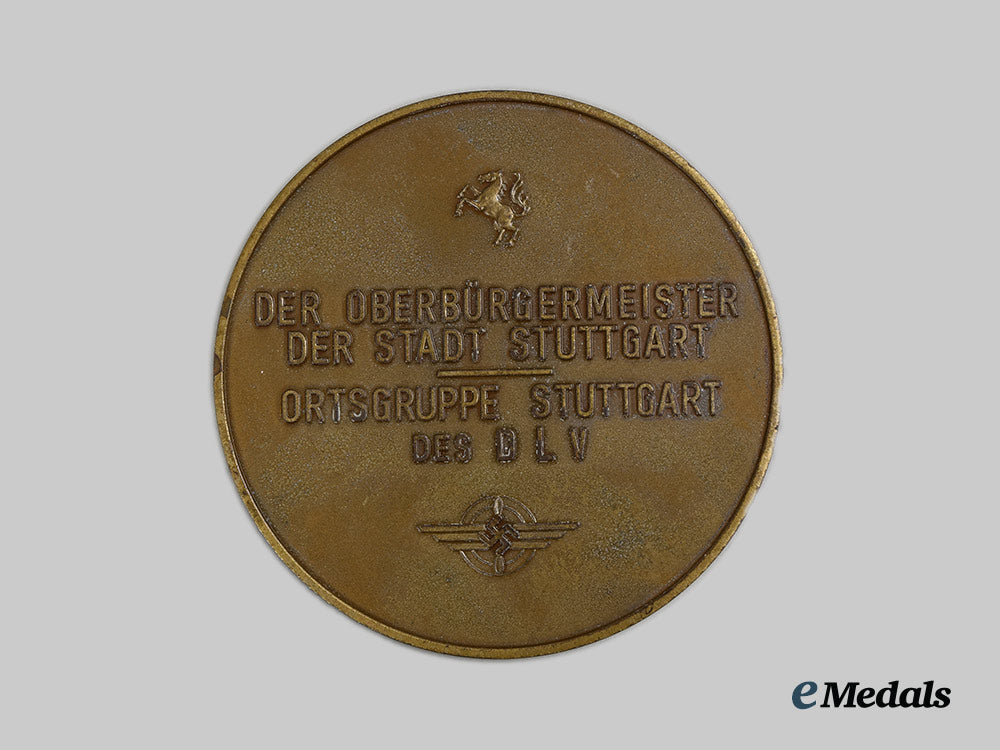 DER OBERBÜRGERMEISTER
DER STADT STUTTGART
ORTSGRUPPE STUTTGART
DES DLV
eMedals